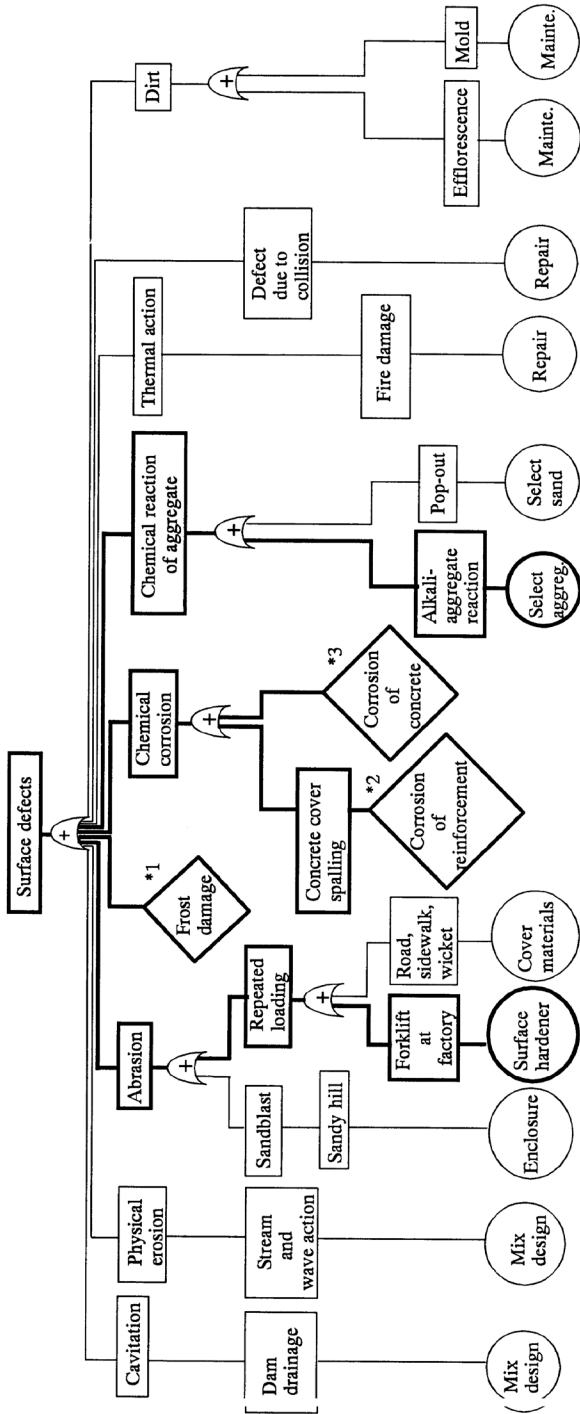 Surface defects
+
Cavitation
Dam
drainage
Mix
design
Physical
erosion
Stream
and
wave action
Mix
design
Abrasion
+
Sandblast
Sandy hill
Enclosure
Repeated
loading
+
Forklift
at
factory
Surface
hardener
Road,
sidewalk,
wicket
Cover
materials
*1
Frost
damage
Chemical
corrosion
+
Concrete cover
spalling
*2
Corrosion
of
reinforcement
*3
Corrosion
of
concrete
Chemical reaction
of aggregate
+
Alkali-
aggregate
reaction
Select
aggreg.
Pop-out
Select
sand
Thermal action
Fire damage
Repair
Defect
due to
collision
Repair
Dirt
+
Efflorescence
Mainte.
Mold
Mainte.